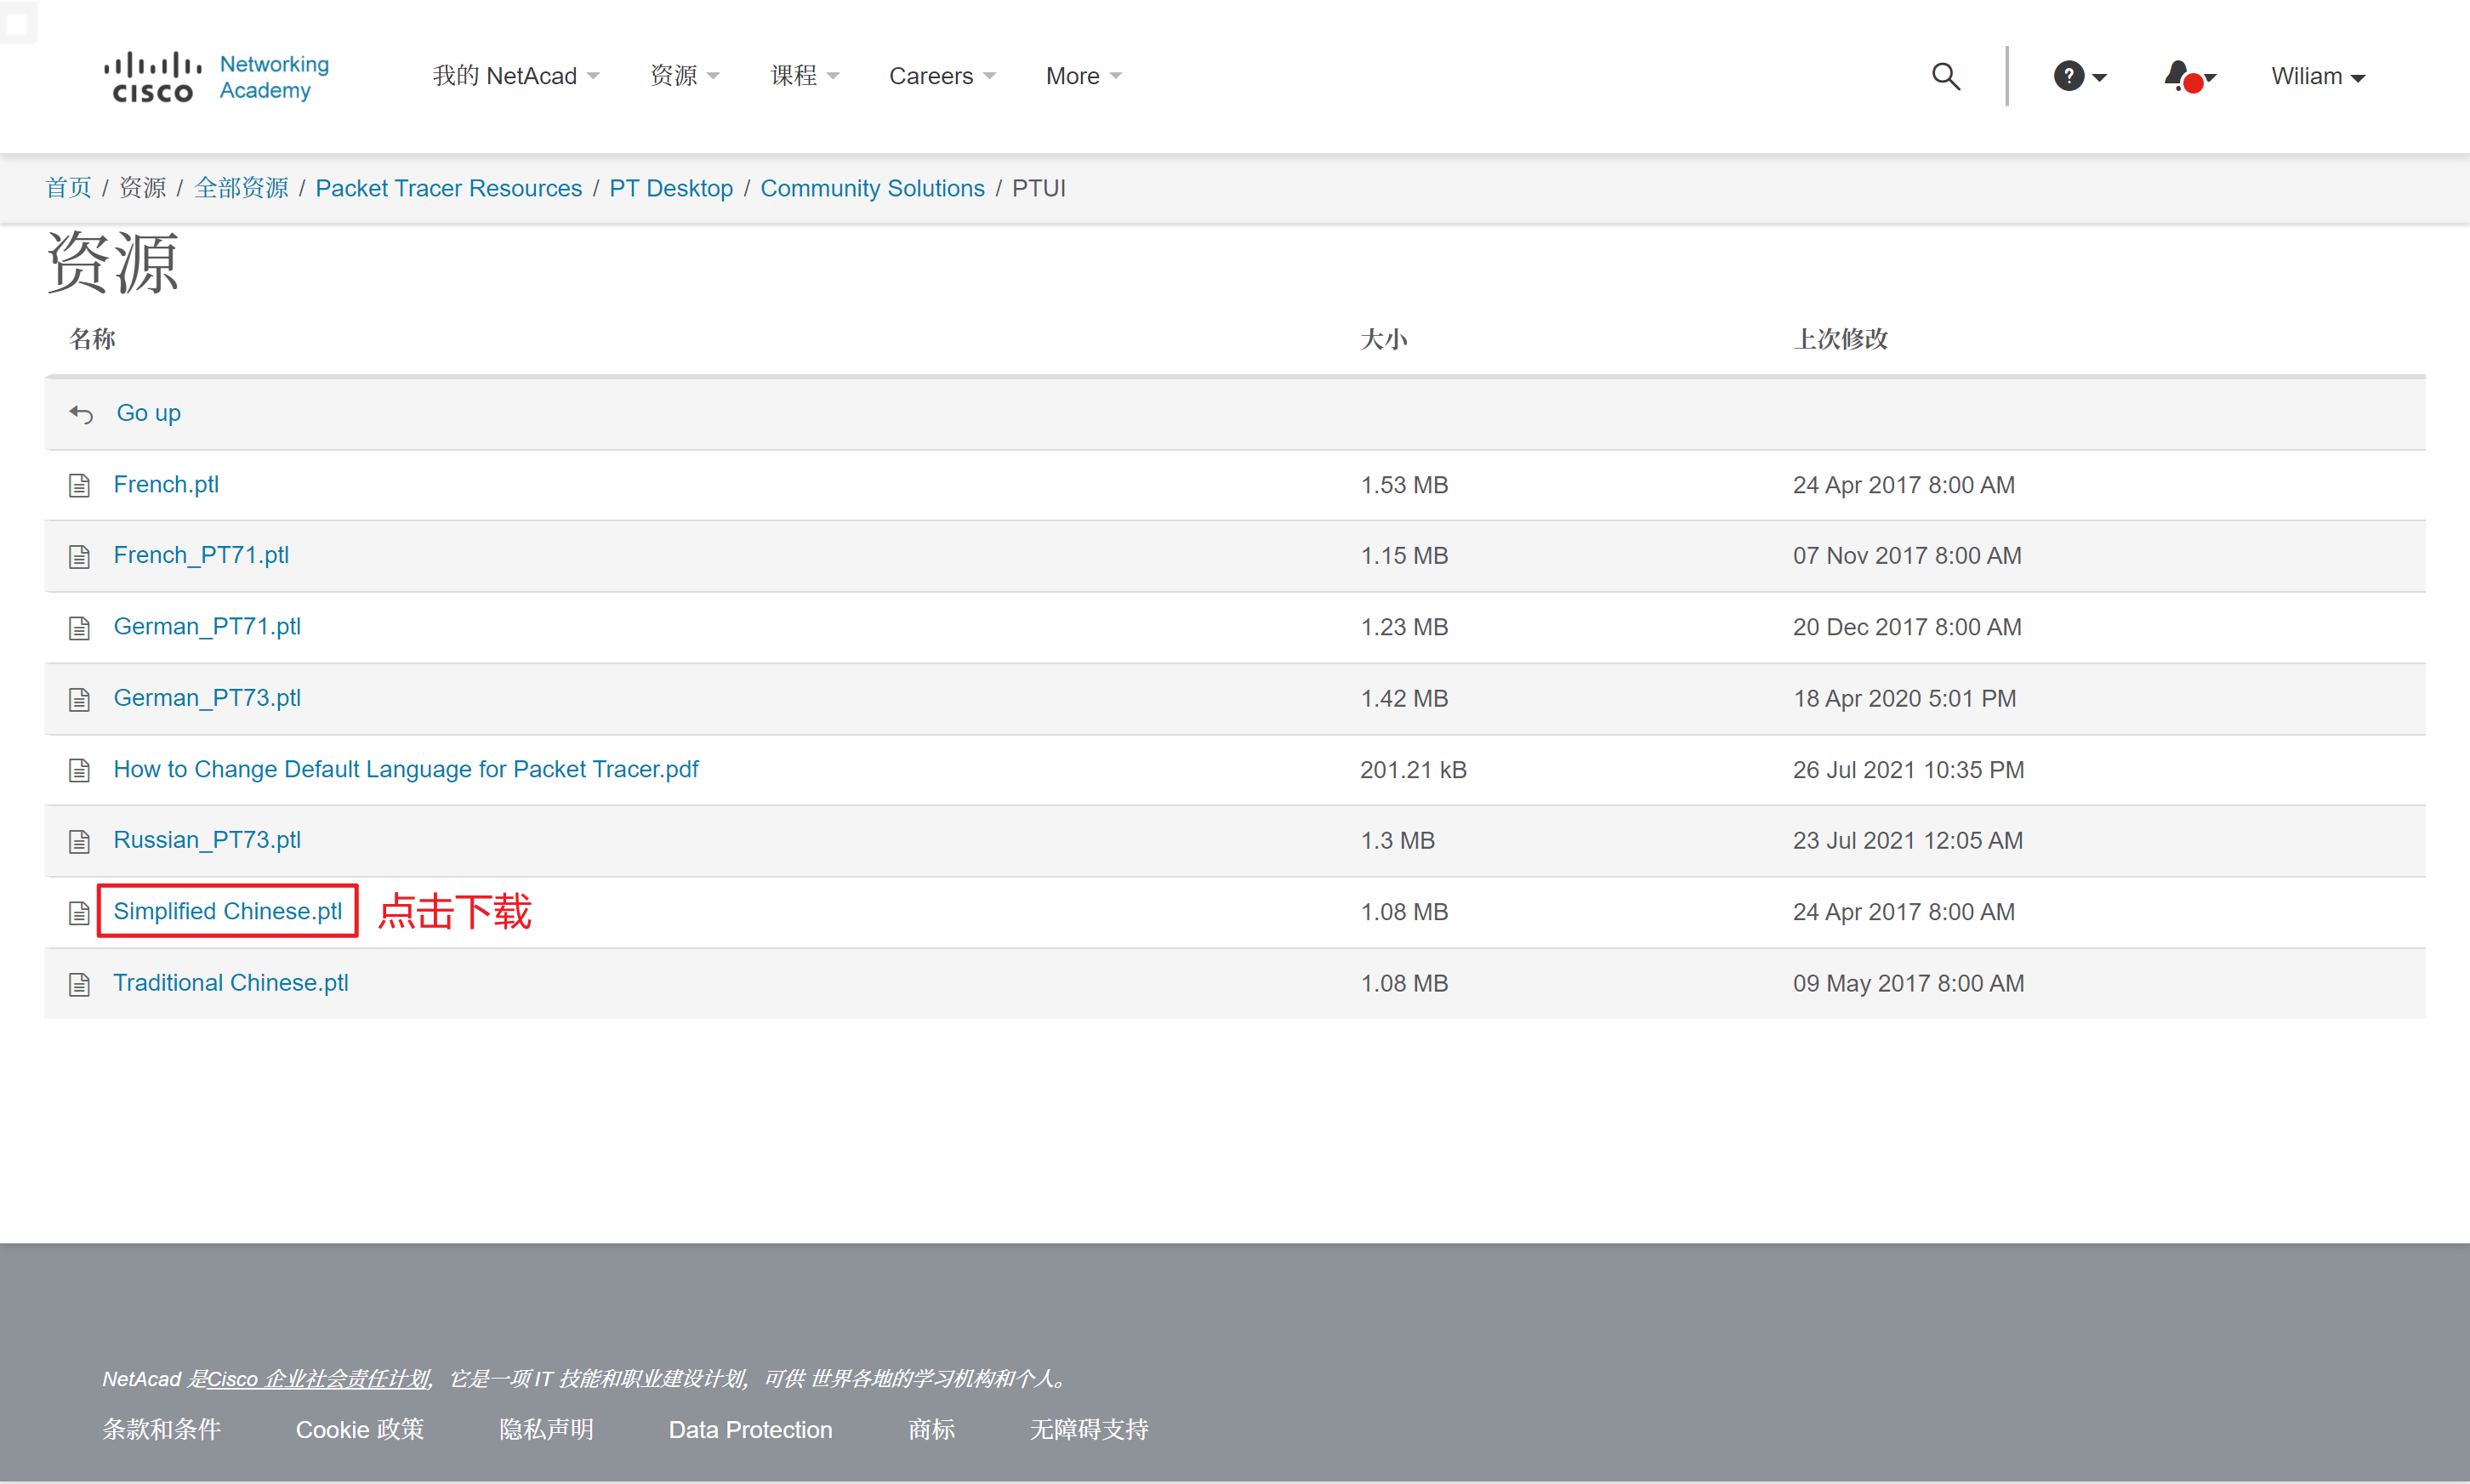 CISCO Networking Academy 我的 NetAcad 资源 课程 Careers More ? Wiliam
首页 / 资源 / 全部资源 / Packet Tracer Resources / PT Desktop / Community Solutions / PTUI
资源
名称 大小 上次修改
Go up
French.ptl 1.53 MB 24 Apr 2017 8:00 AM
French_PT71.ptl 1.15 MB 07 Nov 2017 8:00 AM
German_PT71.ptl 1.23 MB 20 Dec 2017 8:00 AM
German_PT73.ptl 1.42 MB 18 Apr 2020 5:01 PM
How to Change Default Language for Packet Tracer.pdf 201.21 kB 26 Jul 2021 10:35 PM
Russian_PT73.ptl 1.3 MB 23 Jul 2021 12:05 AM
Simplified Chinese.ptl 点击下载 1.08 MB 24 Apr 2017 8:00 AM
Traditional Chinese.ptl 1.08 MB 09 May 2017 8:00 AM
NetAcad 是Cisco 企业社会责任计划，它是一项 IT 技能和职业建设计划，可供 世界各地的学习机构和个人。
条款和条件 Cookie 政策 隐私声明 Data Protection 商标 无障碍支持